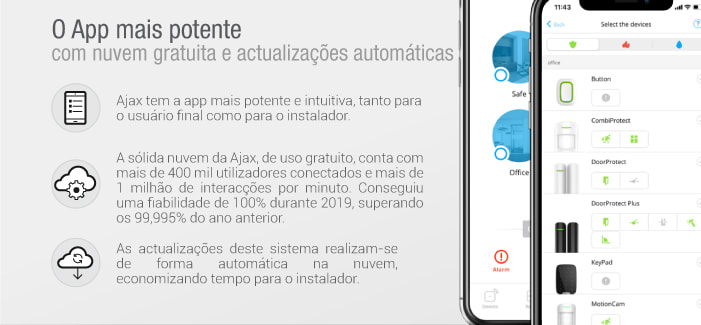 O App mais potente
com nuvem gratuita e actualizações automáticas
Ajax tem a app mais potente e intuitiva, tanto para
o usuário final como para o instalador.
A sólida nuvem da Ajax, de uso gratuito, conta com
mais de 400 mil utilizadores conectados e mais de
1 milhão de interacções por minuto. Conseguiu
uma fiabilidade de 100% durante 2019, superando
os 99,995% do ano anterior.
As actualizações deste sistema realizam-se
de forma automática na nuvem,
economizando tempo para o instalador.
Safe
Office
Alarm
Devices
11:43
Back
Select the devices
?
office
Button
CombiProtect
DoorProtect
DoorProtect Plus
KeyPad
MotionCam